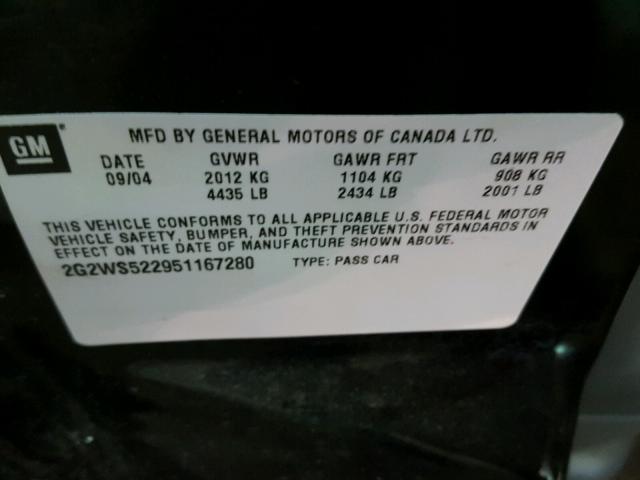 GM
MFD BY GENERAL MOTORS OF CANADA LTD.
DATE GVWR GAWR FRT GAWR RR
09/04 2012 KG 1104 KG 908 KG
4435 LB 2434 LB 2001 LB
THIS VEHICLE CONFORMS TO ALL APPLICABLE U.S. FEDERAL MOTOR
VEHICLE SAFETY, BUMPER, AND THEFT PREVENTION STANDARDS IN
EFFECT ON THE DATE OF MANUFACTURE SHOWN ABOVE.
2G2WS522951167280 TYPE: PASS CAR